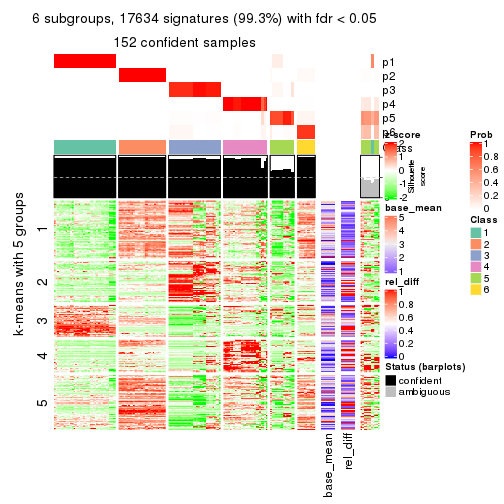 6 subgroups, 17634 signatures (99.3%) with fdr < 0.05
152 confident samples
p1
p2
p3
p4
p5
p6
Class
z-score
2
1
0
-1
-2
Silhouette
score
k-means with 5 groups
1
2
3
4
5
base_mean
rel_diff
base_mean
5
4
3
2
1
rel_diff
1
0.8
0.6
0.4
0.2
0
Status (barplots)
confident
ambiguous
Prob
1
0.8
0.6
0.4
0.2
0
Class
1
2
3
4
5
6